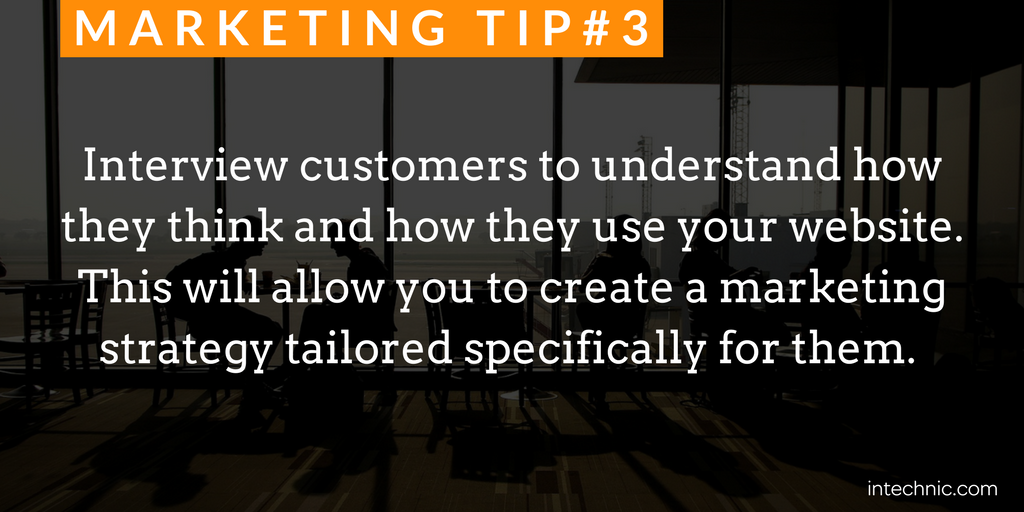 MARKETING TIP#3
Interview customers to understand how
they think and how they use your website.
This will allow you to create a marketing
strategy tailored specifically for them.
intechnic.com